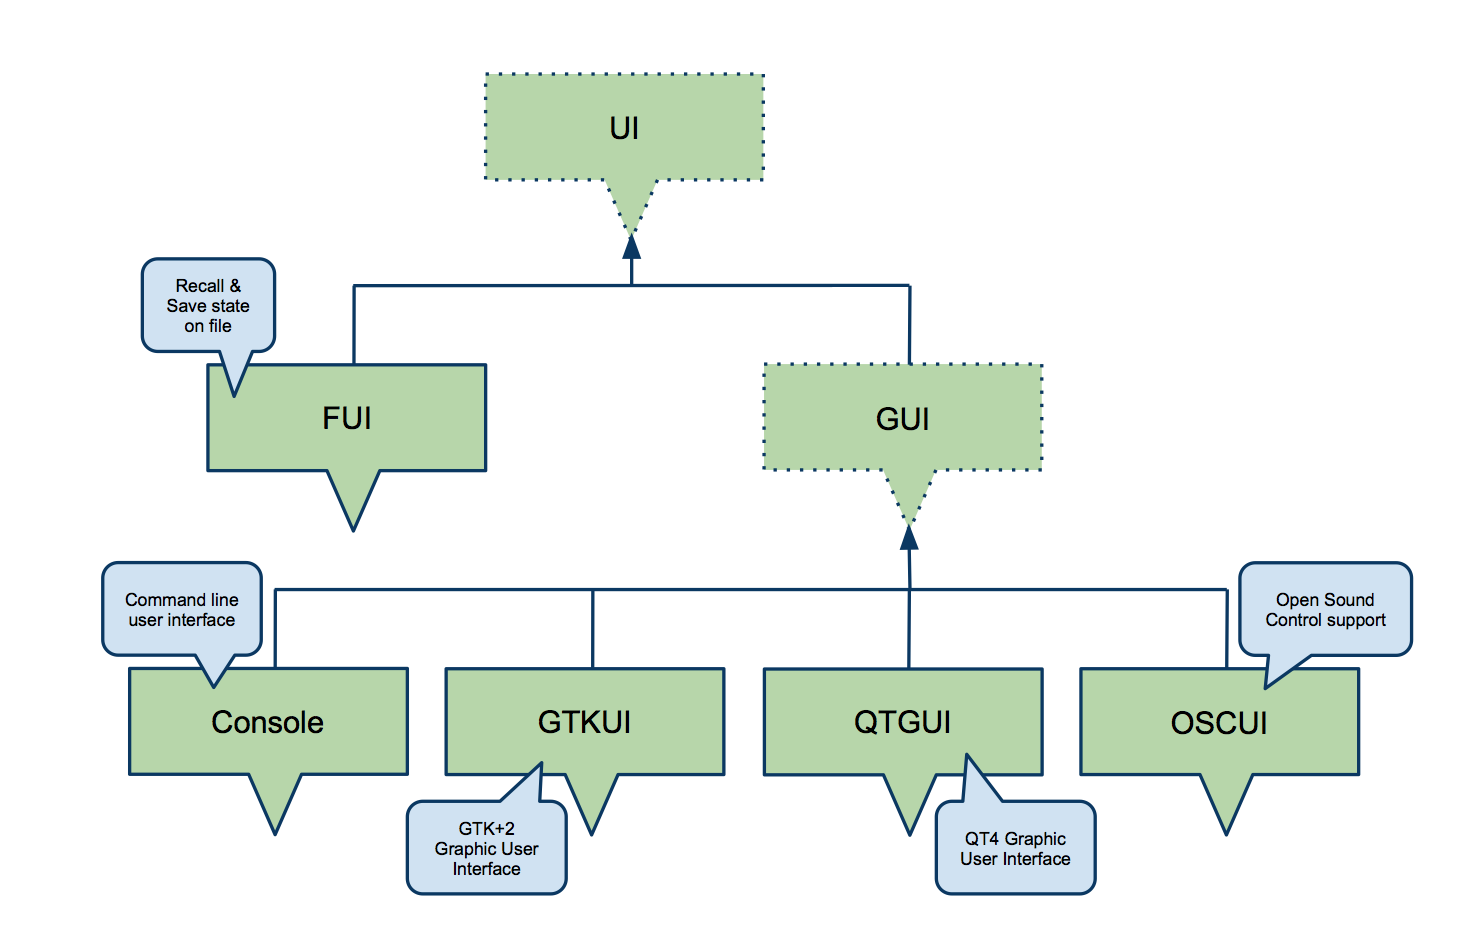 UI
Recall &
Save state
on file
FUI
GUI
Command line
user interface
Open Sound
Control support
Console
GTKUI
QTGUI
OSCUI
GTK+2
Graphic User
Interface
QT4 Graphic
User Interface